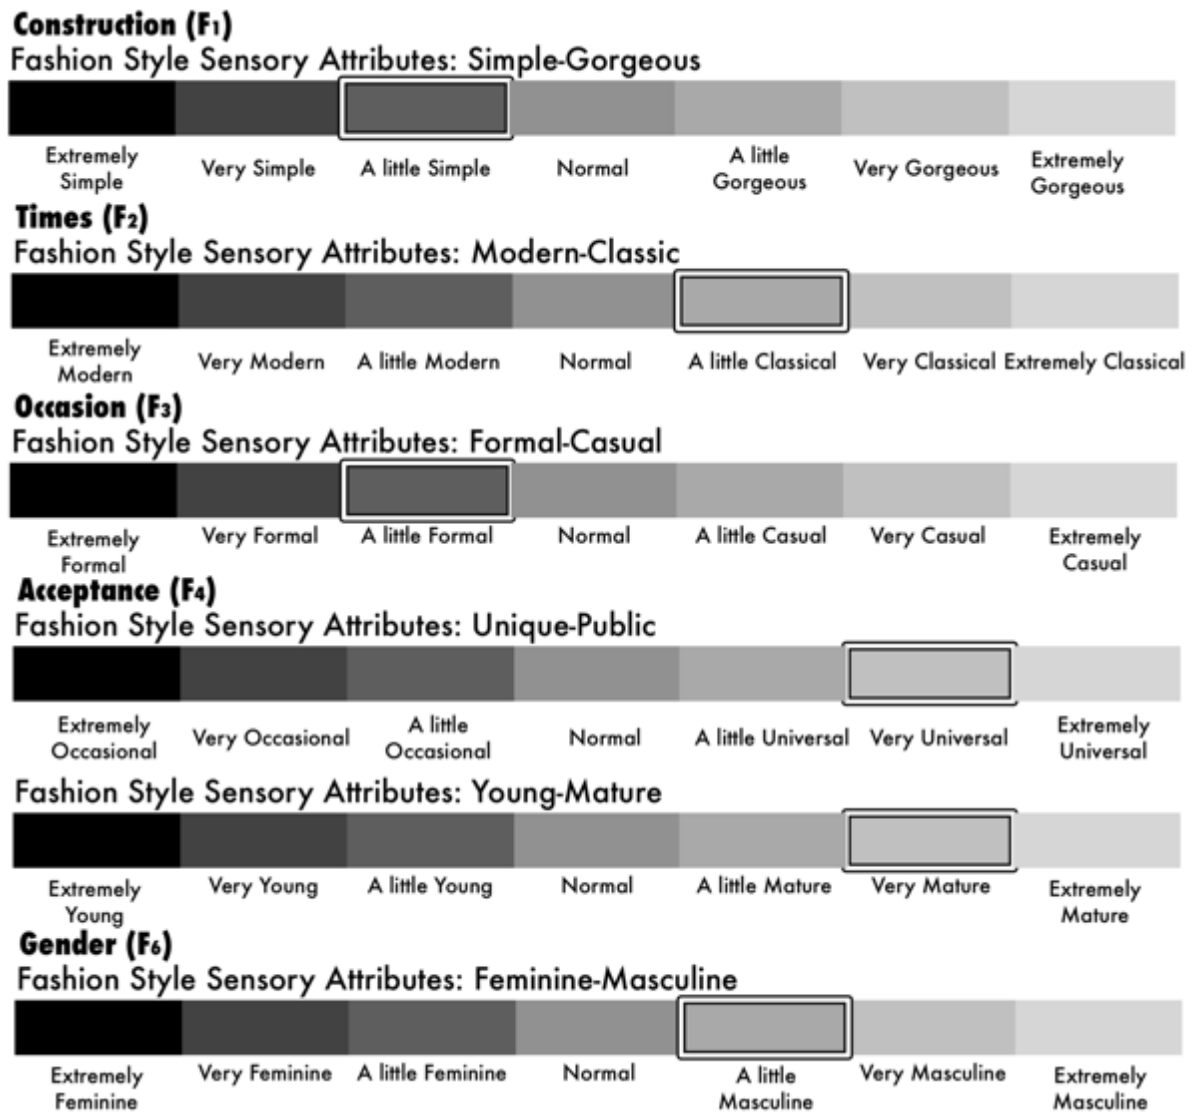 Construction (F₁)
Fashion Style Sensory Attributes: Simple-Gorgeous
Extremely Simple
Very Simple
A little Simple
Normal
A little Gorgeous
Very Gorgeous
Extremely Gorgeous
Times (F₂)
Fashion Style Sensory Attributes: Modern-Classic
Extremely Modern
Very Modern
A little Modern
Normal
A little Classical
Very Classical
Extremely Classical
Occasion (F₃)
Fashion Style Sensory Attributes: Formal-Casual
Extremely Formal
Very Formal
A little Formal
Normal
A little Casual
Very Casual
Extremely Casual
Acceptance (F₄)
Fashion Style Sensory Attributes: Unique-Public
Extremely Occasional
Very Occasional
A little Occasional
Normal
A little Universal
Very Universal
Extremely Universal
Fashion Style Sensory Attributes: Young-Mature
Extremely Young
Very Young
A little Young
Normal
A little Mature
Very Mature
Extremely Mature
Gender (F₆)
Fashion Style Sensory Attributes: Feminine-Masculine
Extremely Feminine
Very Feminine
A little Feminine
Normal
A little Masculine
Very Masculine
Extremely Masculine